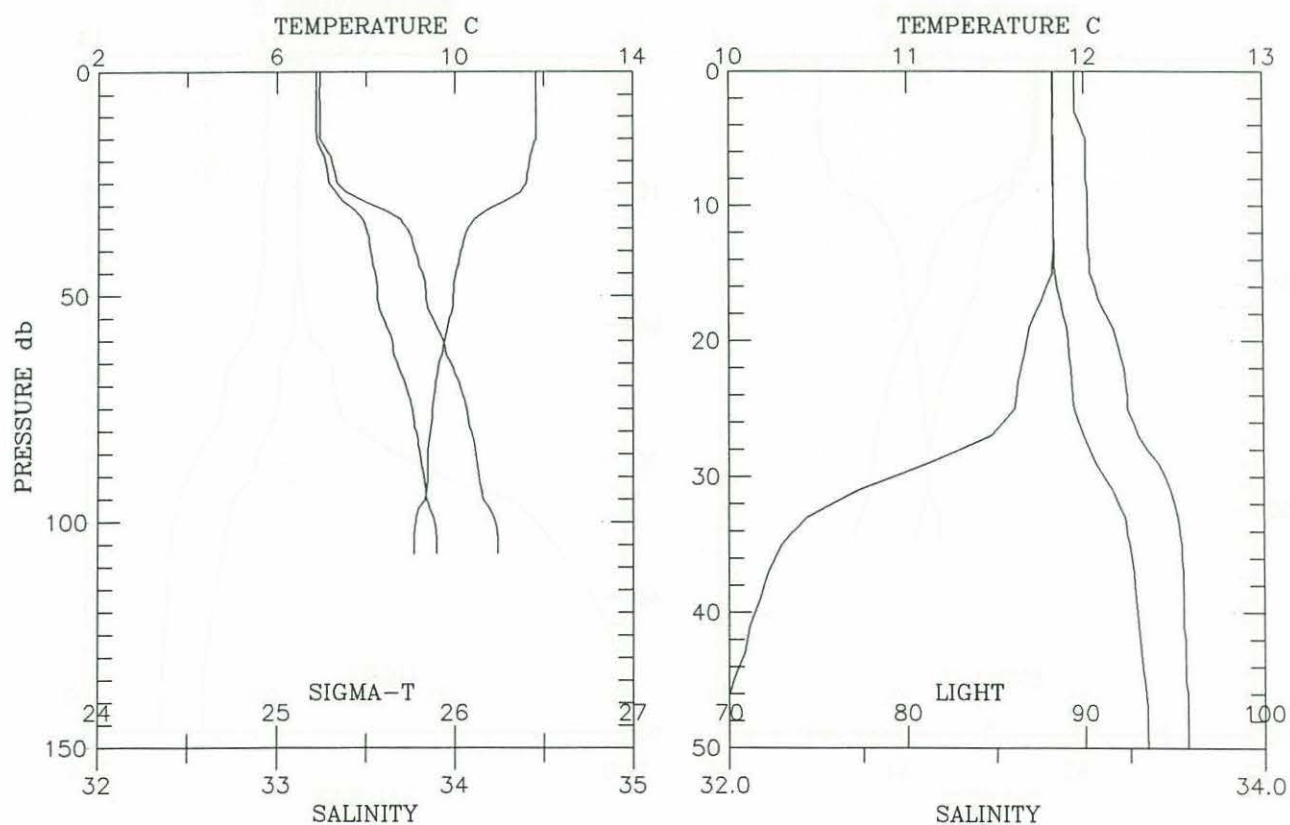 TEMPERATURE C
2 6 10 14
0
50
100
150
PRESSURE db
SIGMA-T
24 25 26 27
32 33 34 35
SALINITY
TEMPERATURE C
10 11 12 13
0
10
20
30
40
50
LIGHT
70 80 90 100
32.0 34.0
SALINITY